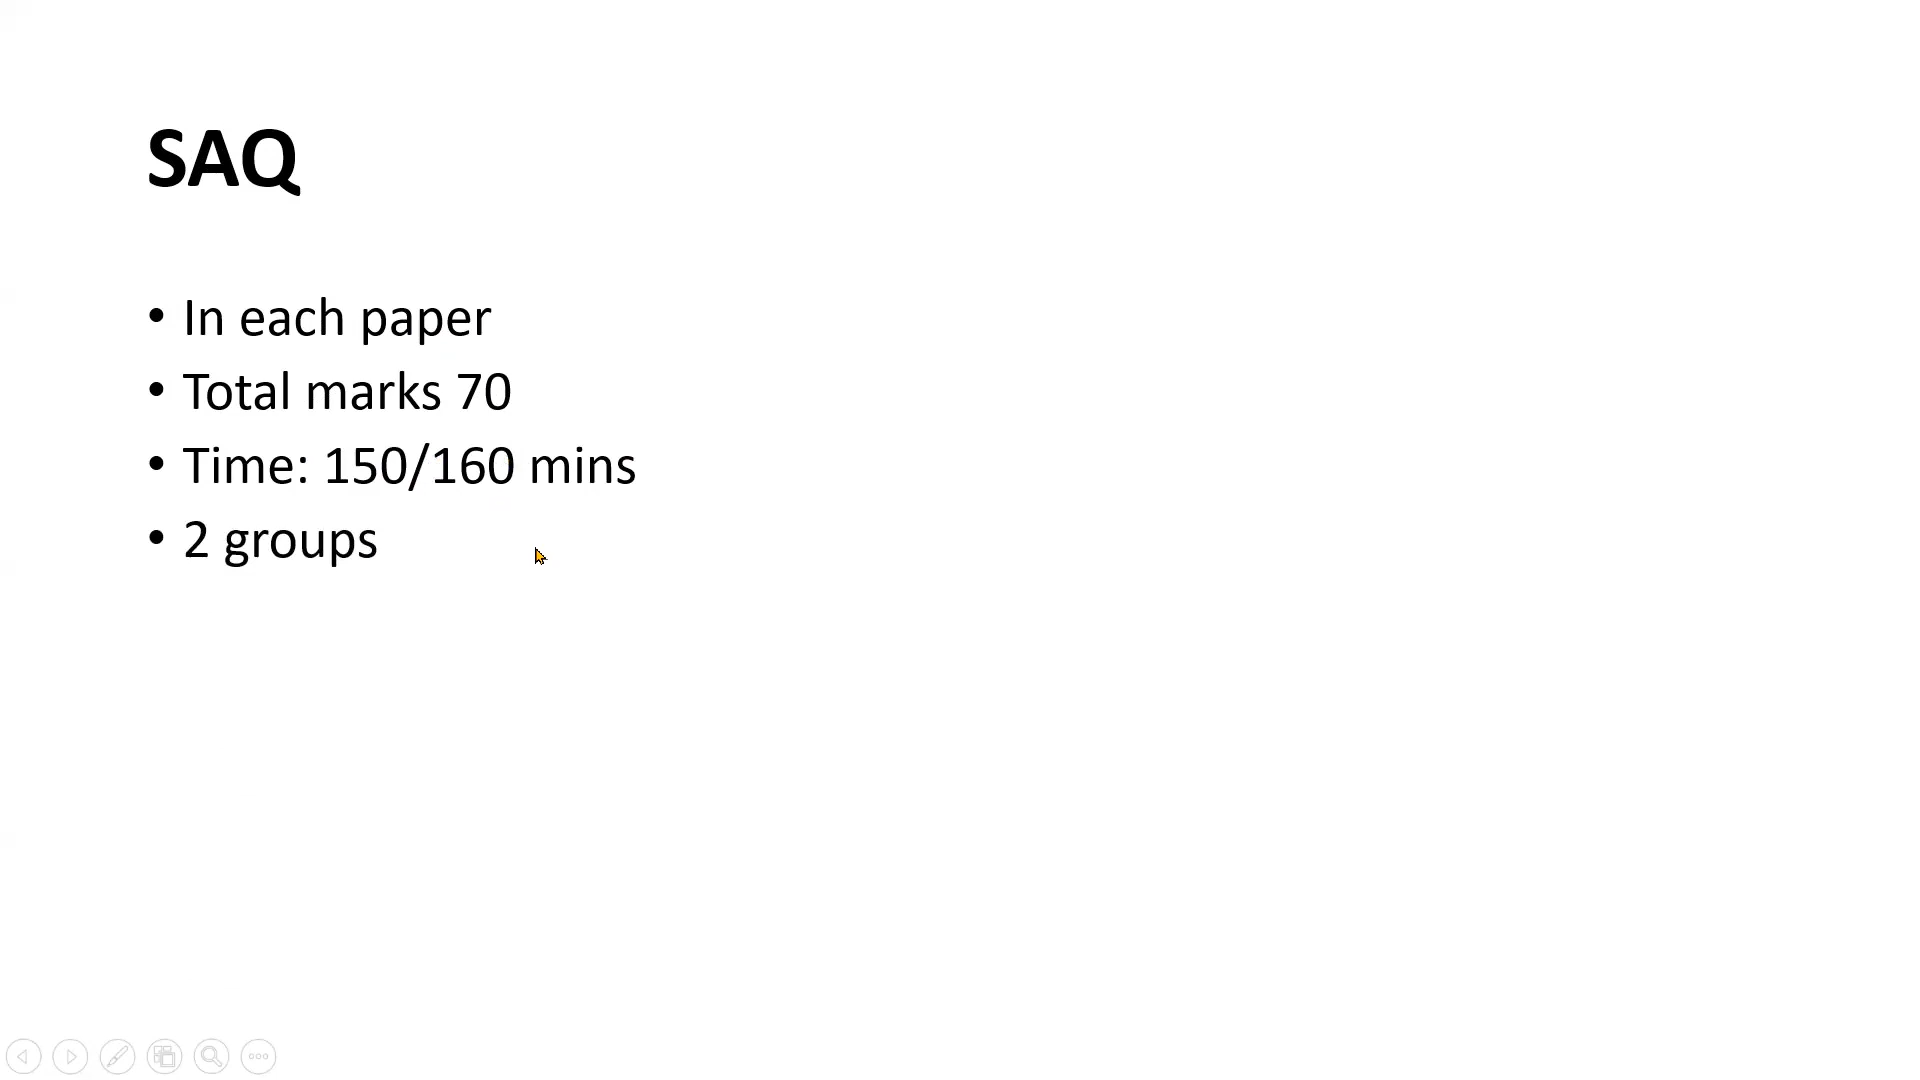 SAQ
• In each paper
• Total marks 70
• Time: 150/160 mins
• 2 groups